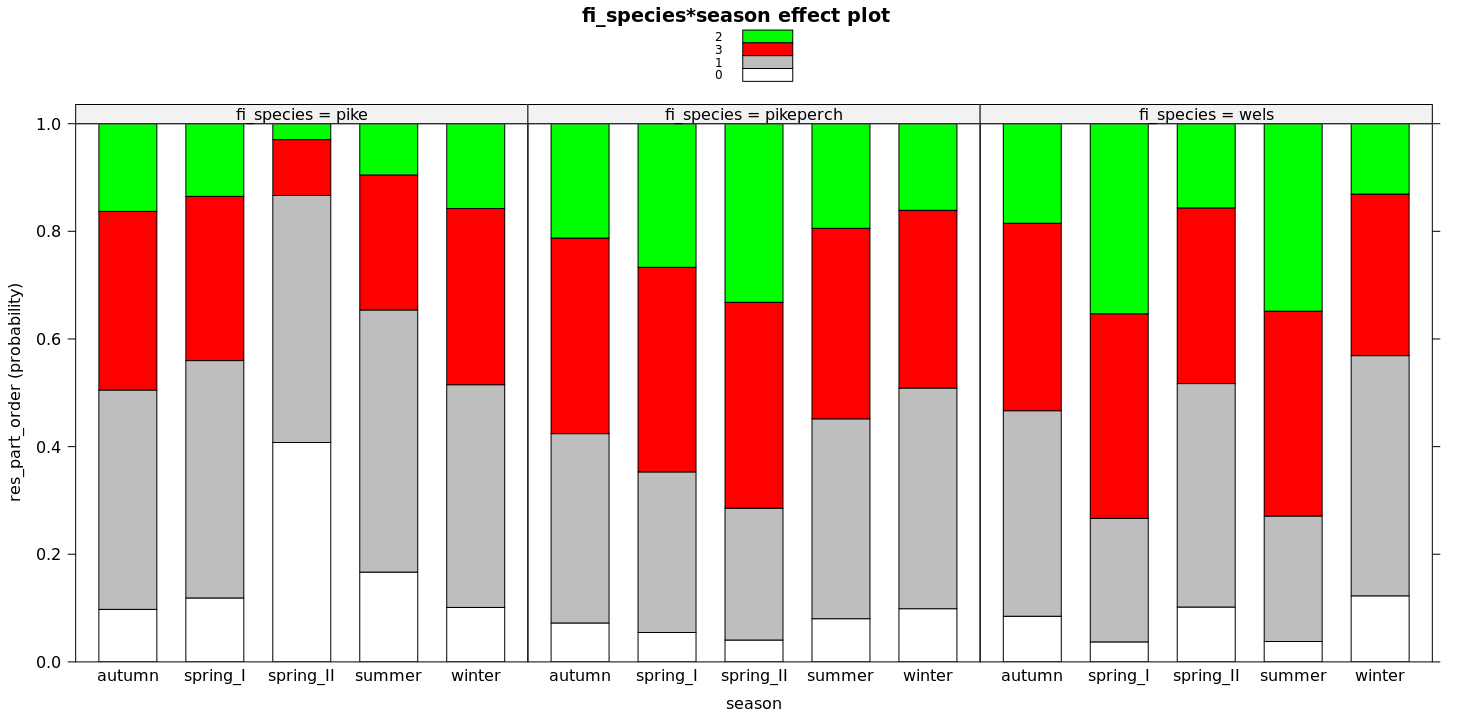 fi_species*season effect plot
2
3
1
0
fi_species = pike
fi_species = pikeperch
fi_species = wels
1.0
0.8
0.6
0.4
0.2
0.0
res_part_order (probability)
autumn spring_I spring_II summer winter
autumn spring_I spring_II summer winter
autumn spring_I spring_II summer winter
season